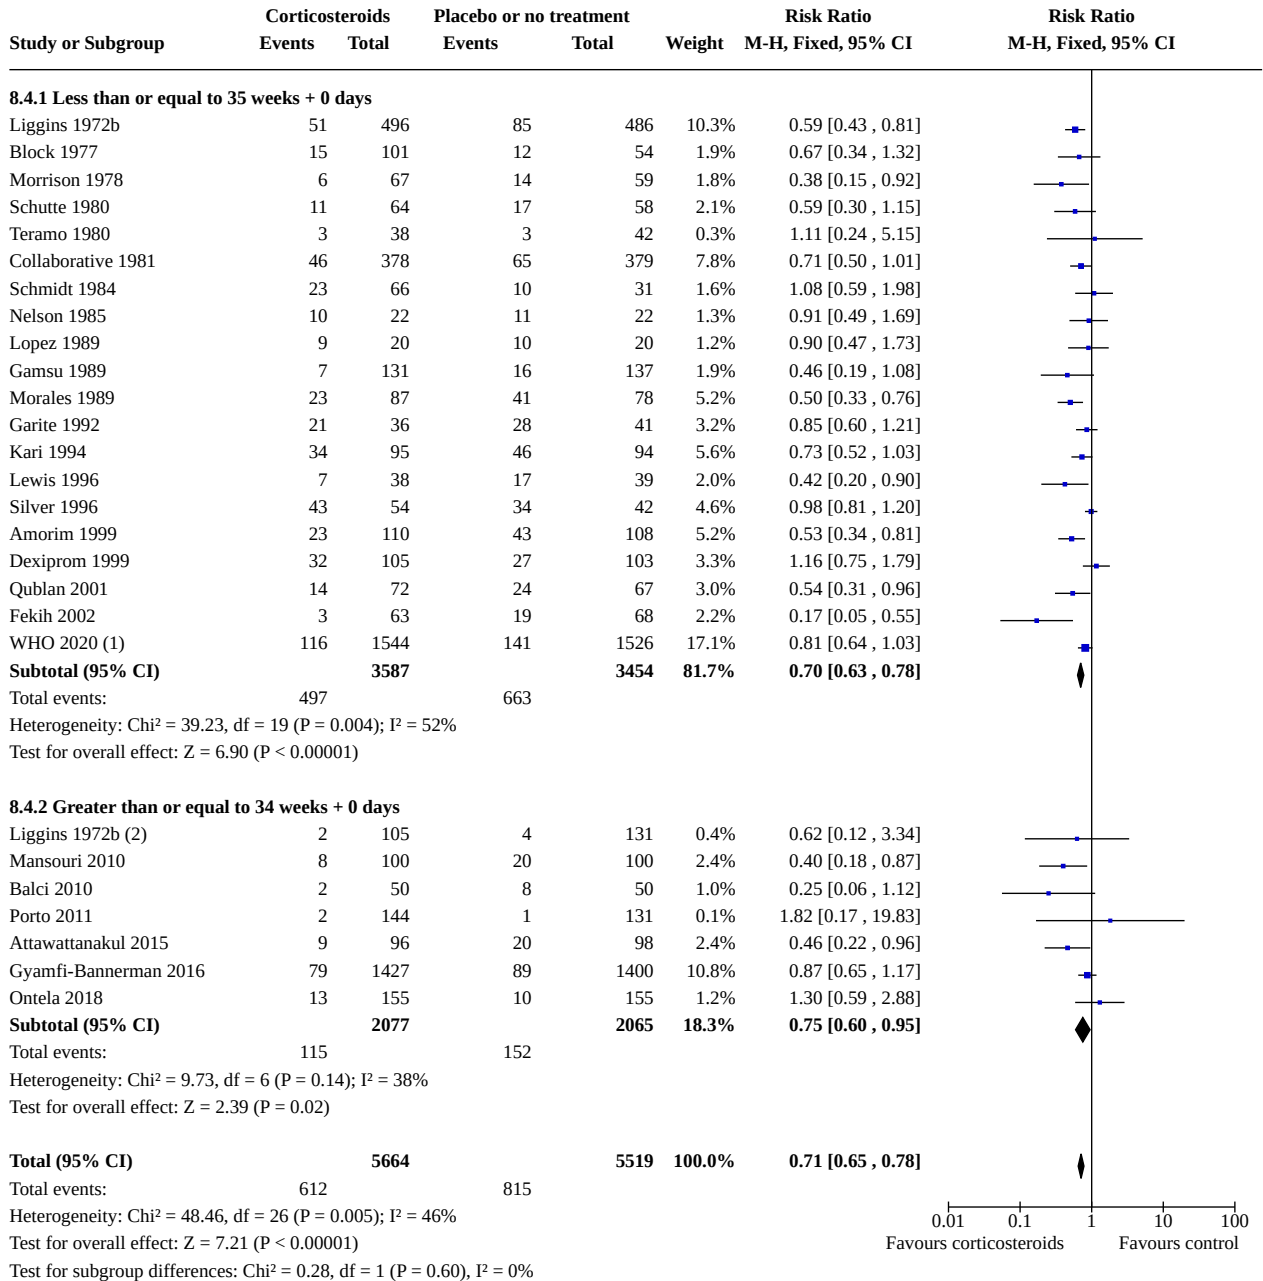 Corticosteroids Placebo or no treatment Risk Ratio Risk Ratio
Study or Subgroup Events Total Events Total Weight M-H, Fixed, 95% CI M-H, Fixed, 95% CI
8.4.1 Less than or equal to 35 weeks + 0 days
Liggins 1972b 51 496 85 486 10.3% 0.59 [0.43 , 0.81]
Block 1977 15 101 12 54 1.9% 0.67 [0.34 , 1.32]
Morrison 1978 6 67 14 59 1.8% 0.38 [0.15 , 0.92]
Schutte 1980 11 64 17 58 2.1% 0.59 [0.30 , 1.15]
Teramo 1980 3 38 3 42 0.3% 1.11 [0.24 , 5.15]
Collaborative 1981 46 378 65 379 7.8% 0.71 [0.50 , 1.01]
Schmidt 1984 23 66 10 31 1.6% 1.08 [0.59 , 1.98]
Nelson 1985 10 22 11 22 1.3% 0.91 [0.49 , 1.69]
Lopez 1989 9 20 10 20 1.2% 0.90 [0.47 , 1.73]
Gamsu 1989 7 131 16 137 1.9% 0.46 [0.19 , 1.08]
Morales 1989 23 87 41 78 5.2% 0.50 [0.33 , 0.76]
Garite 1992 21 36 28 41 3.2% 0.85 [0.60 , 1.21]
Kari 1994 34 95 46 94 5.6% 0.73 [0.52 , 1.03]
Lewis 1996 7 38 17 39 2.0% 0.42 [0.20 , 0.90]
Silver 1996 43 54 34 42 4.6% 0.98 [0.81 , 1.20]
Amorim 1999 23 110 43 108 5.2% 0.53 [0.34 , 0.81]
Dexiprom 1999 32 105 27 103 3.3% 1.16 [0.75 , 1.79]
Qublan 2001 14 72 24 67 3.0% 0.54 [0.31 , 0.96]
Fekih 2002 3 63 19 68 2.2% 0.17 [0.05 , 0.55]
WHO 2020 (1) 116 1544 141 1526 17.1% 0.81 [0.64 , 1.03]
Subtotal (95% CI) 3587 3454 81.7% 0.70 [0.63 , 0.78]
Total events: 497 663
Heterogeneity: Chi² = 39.23, df = 19 (P = 0.004); I² = 52%
Test for overall effect: Z = 6.90 (P < 0.00001)
8.4.2 Greater than or equal to 34 weeks + 0 days
Liggins 1972b (2) 2 105 4 131 0.4% 0.62 [0.12 , 3.34]
Mansouri 2010 8 100 20 100 2.4% 0.40 [0.18 , 0.87]
Balci 2010 2 50 8 50 1.0% 0.25 [0.06 , 1.12]
Porto 2011 2 144 1 131 0.1% 1.82 [0.17 , 19.83]
Attawattanakul 2015 9 96 20 98 2.4% 0.46 [0.22 , 0.96]
Gyamfi-Bannerman 2016 79 1427 89 1400 10.8% 0.87 [0.65 , 1.17]
Ontela 2018 13 155 10 155 1.2% 1.30 [0.59 , 2.88]
Subtotal (95% CI) 2077 2065 18.3% 0.75 [0.60 , 0.95]
Total events: 115 152
Heterogeneity: Chi² = 9.73, df = 6 (P = 0.14); I² = 38%
Test for overall effect: Z = 2.39 (P = 0.02)
Total (95% CI) 5664 5519 100.0% 0.71 [0.65 , 0.78]
Total events: 612 815
Heterogeneity: Chi² = 48.46, df = 26 (P = 0.005); I² = 46%
0.01 0.1 1 10 100
Test for overall effect: Z = 7.21 (P < 0.00001) Favours corticosteroids Favours control
Test for subgroup differences: Chi² = 0.28, df = 1 (P = 0.60), I² = 0%